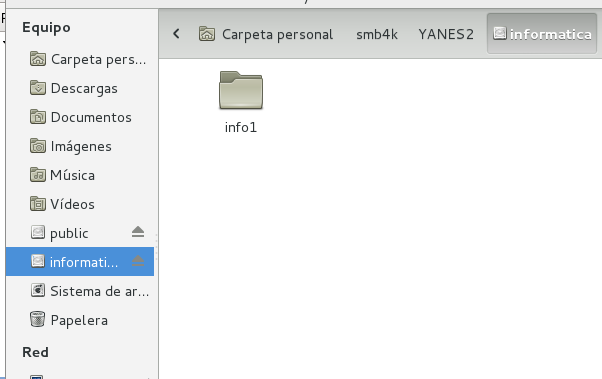 Equipo
Carpeta pers...
Descargas
Documentos
Imágenes
Música
Vídeos
public
informati...
Sistema de ar...
Papelera
Red
Carpeta personal smb4k YANES2 informatica
info1